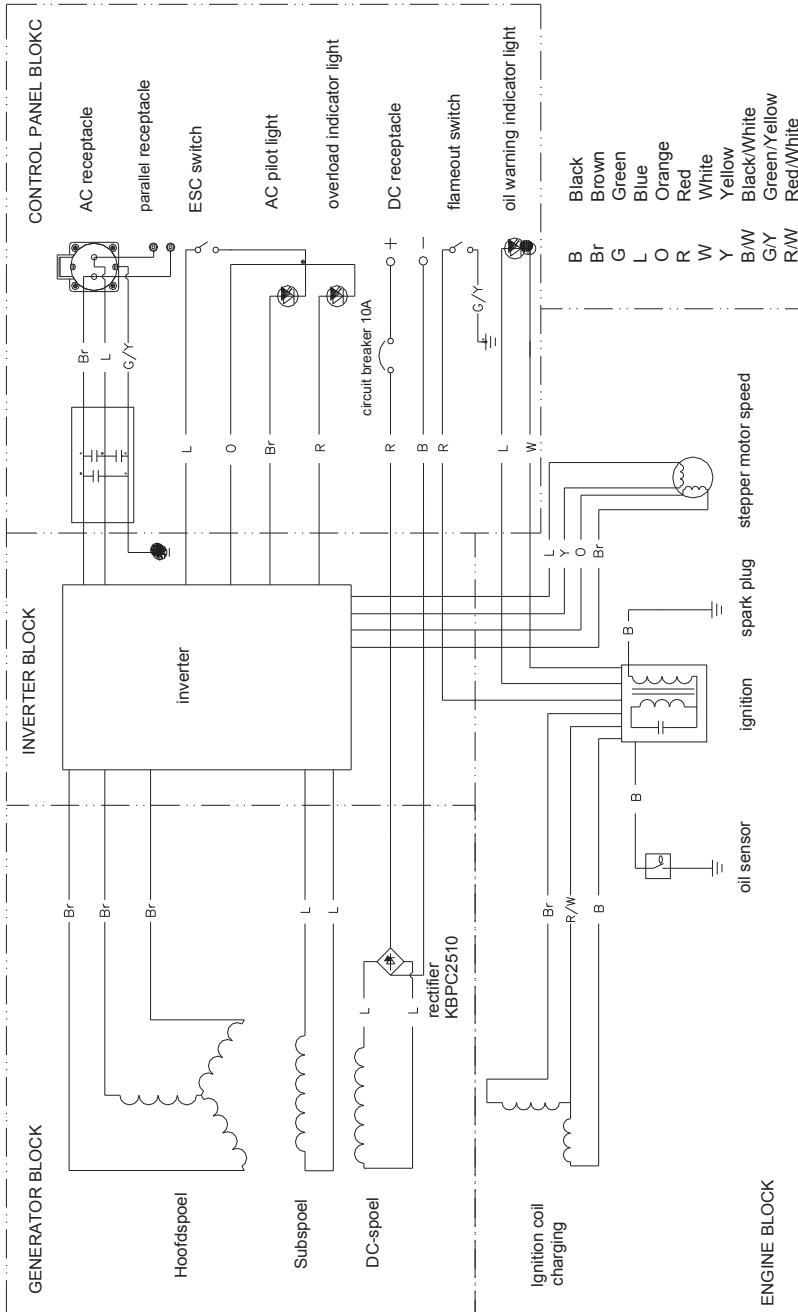 GENERATOR BLOCK
INVERTER BLOCK
CONTROL PANEL BLOKC
Hoofdspoel
Br
Br
Br
inverter
Br
L
G/Y
AC receptacle
parallel receptacle
L
ESC switch
O
Br
AC pilot light
Subspoel
L
L
R
overload indicator light
DC-spoel
L
L
rectifier
KBPC2510
R
circuit breaker 10A
+
DC receptacle
B
–
R
G/Y
flameout switch
L
W
oil warning indicator light
Ignition coil
charging
Br
R/W
B
L
Y
O
Br
B
B
oil sensor
ignition
spark plug
stepper motor speed
ENGINE BLOCK
B Black
Br Brown
G Green
L Blue
O Orange
R Red
W White
Y Yellow
B/W Black/White
G/Y Green/Yellow
R/W Red/White